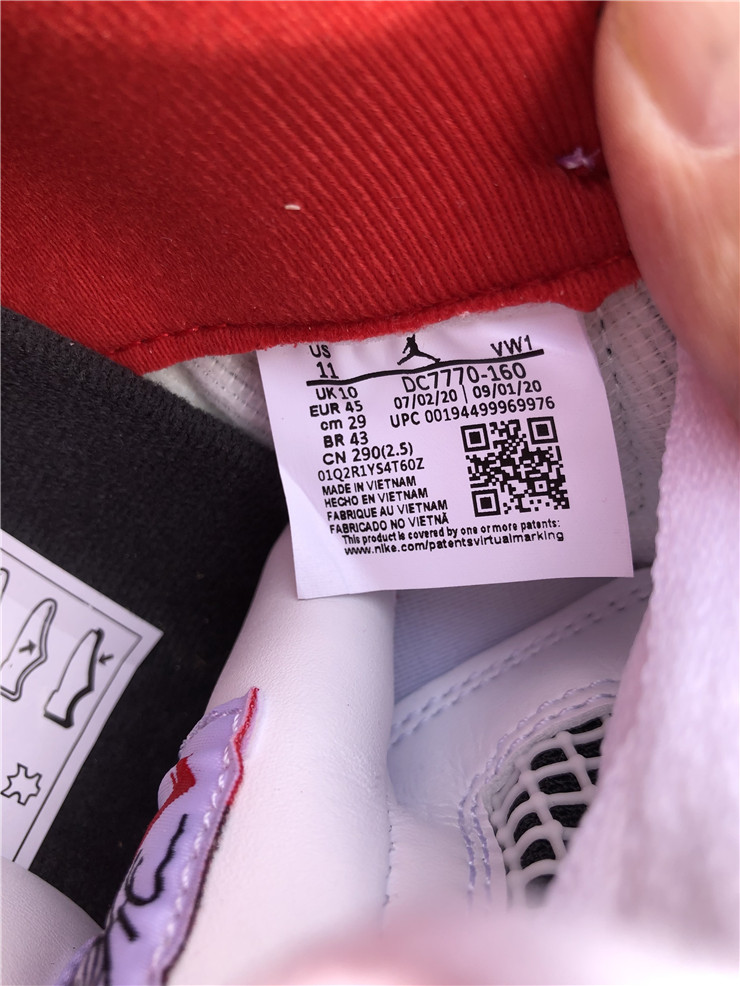 US
11
VW1
DC7770-160
UK 10
07/02/20 | 09/01/20
EUR 45
UPC 00194499969976
cm 29
BR 43
CN 290(2.5)
01Q2R1YS4T60Z
MADE IN VIETNAM
HECHO EN VIETNAM
FABRIQUE AU VIETNAM
FABRICADO NO VIETNÃ
This product is covered by one or more patents:
www.nike.com/patentsvirtualmarking